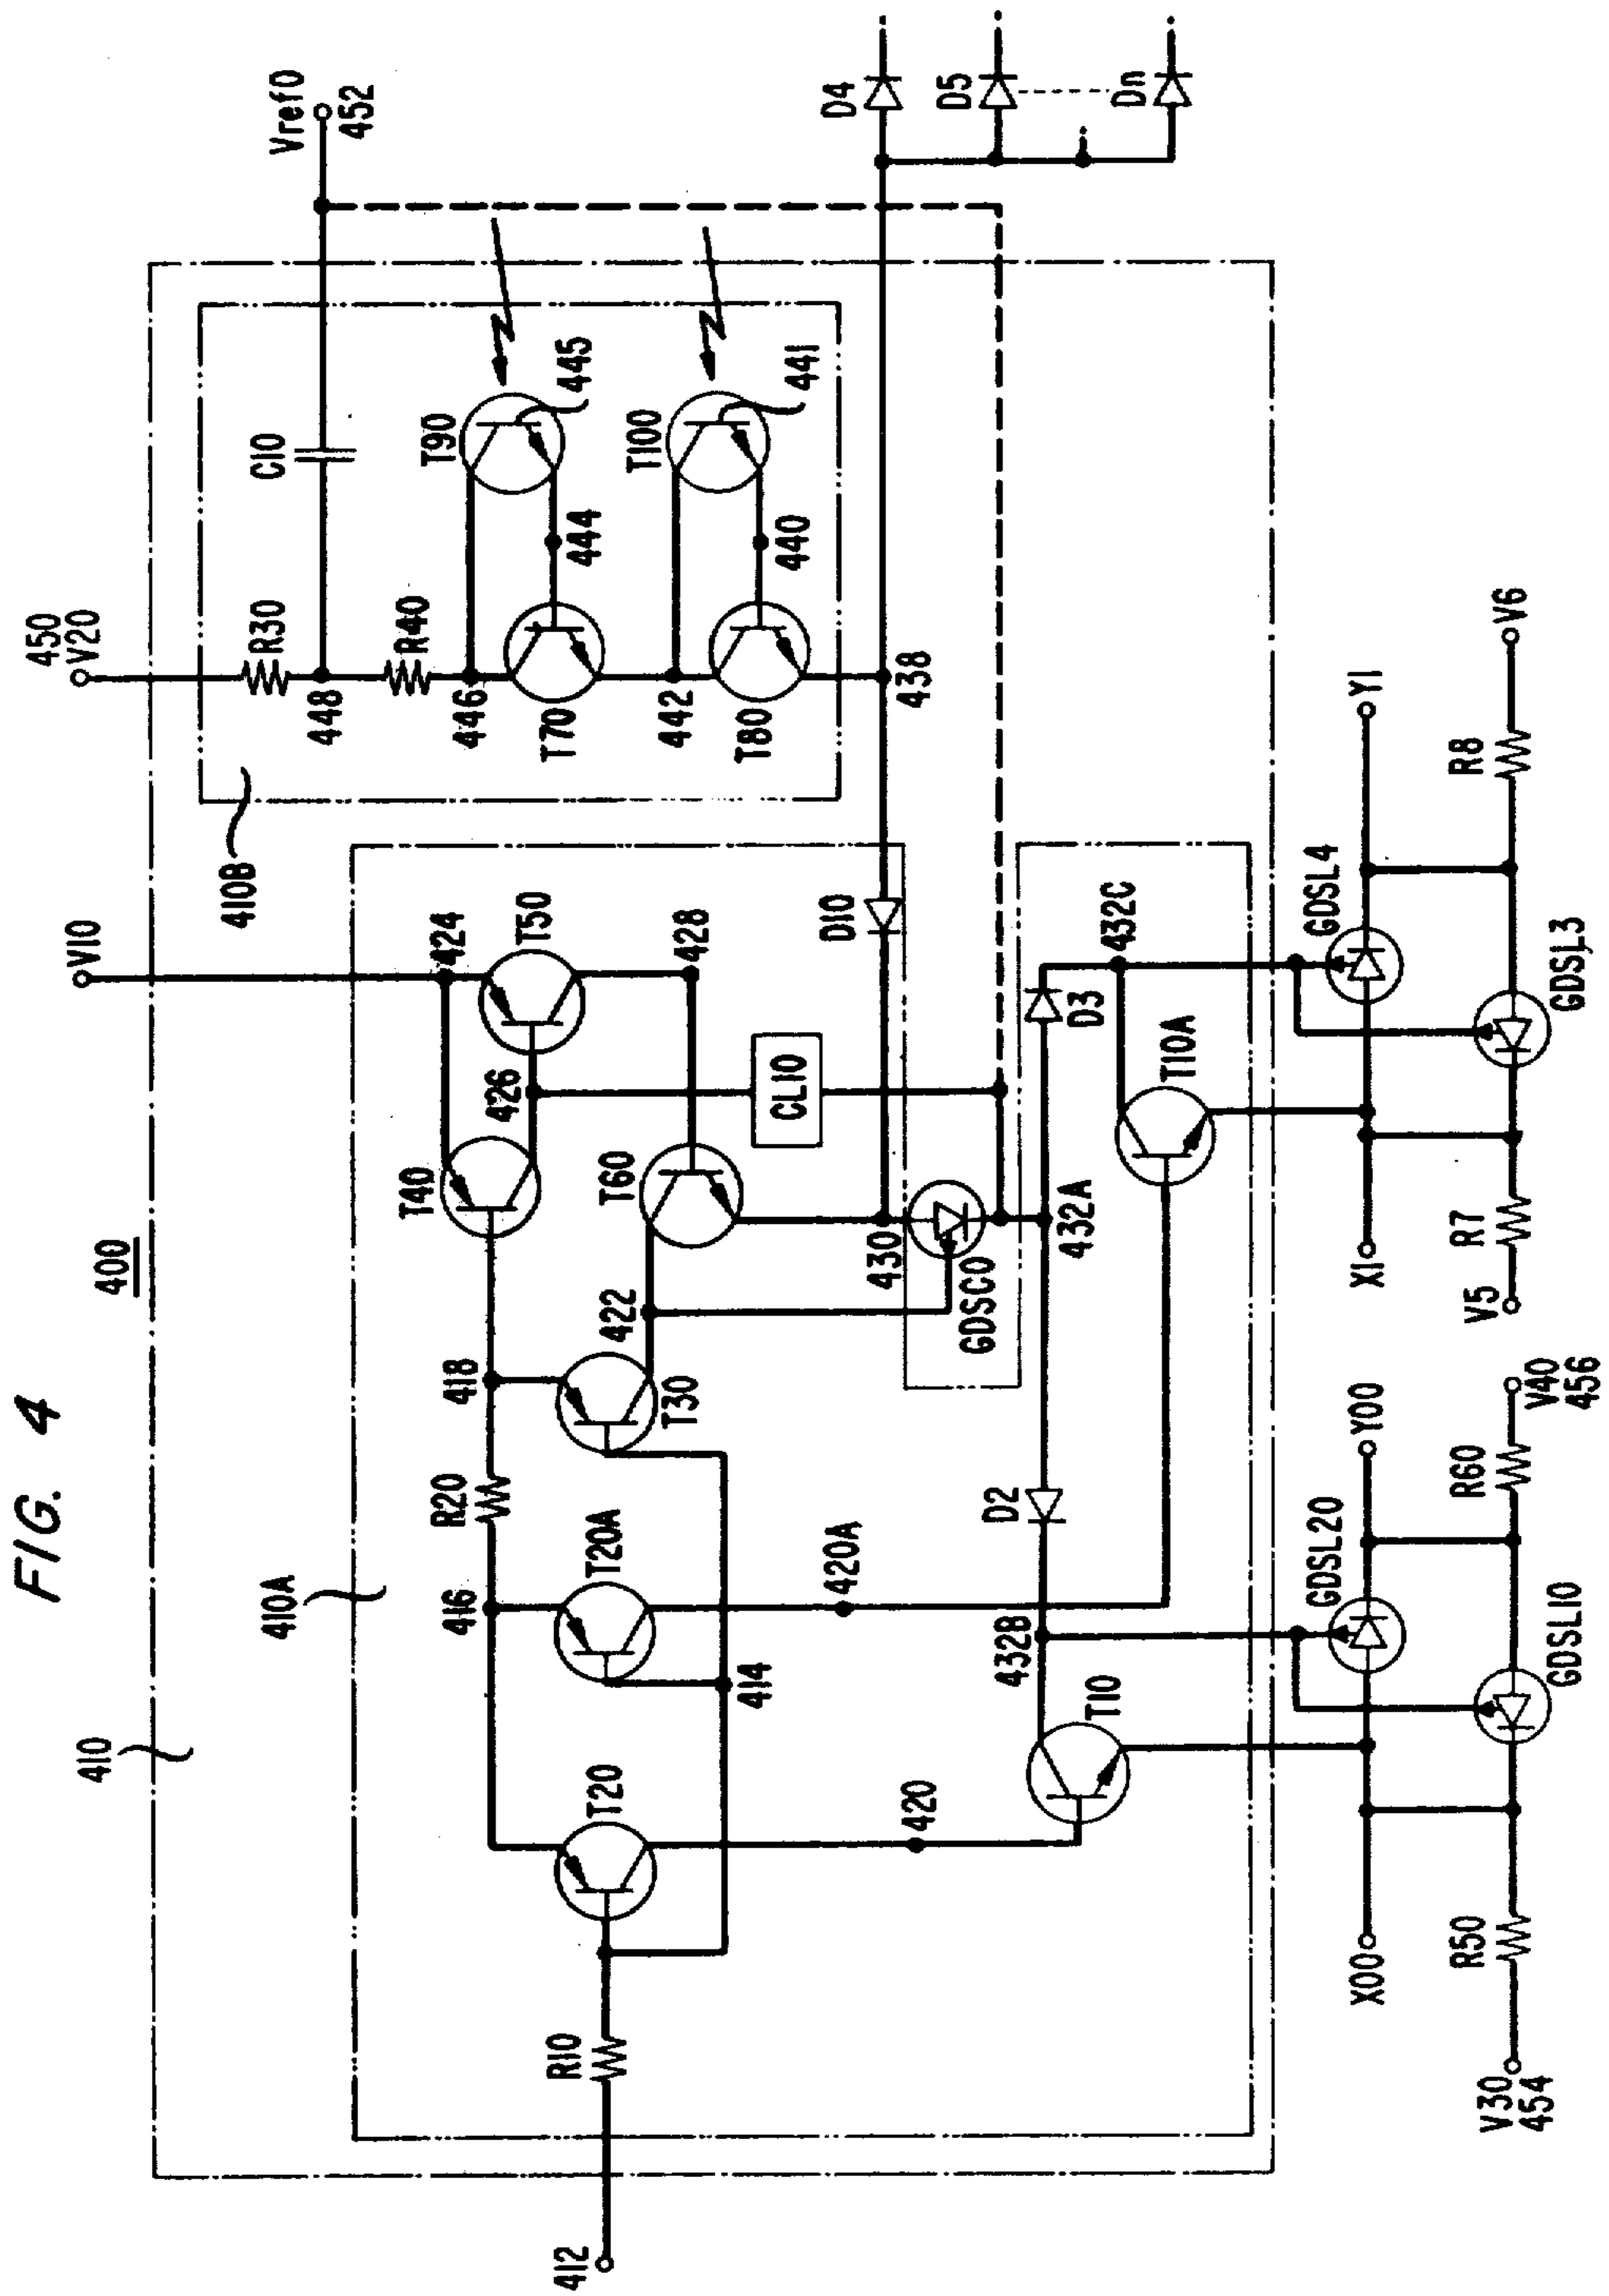 FIG. 4
400
410
410A
410B
412
R10
T20
T20A
414
416
R20
418
T30
T40
422
426
424
T50
V10
428
T60
CL10
430
GDSC0
D10
420
420A
T10
T10A
432A
432B
432C
D2
D3
450
V20
R30
448
R40
446
T70
442
T80
438
C10
Vref0
452
T90
445
444
T100
441
440
D4
D5
Dn
X00
Y00
GDSL20
GDSL10
R50
V30
454
R60
V40
456
X1
Y1
GDSL4
GDSL3
R7
V5
R8
V6